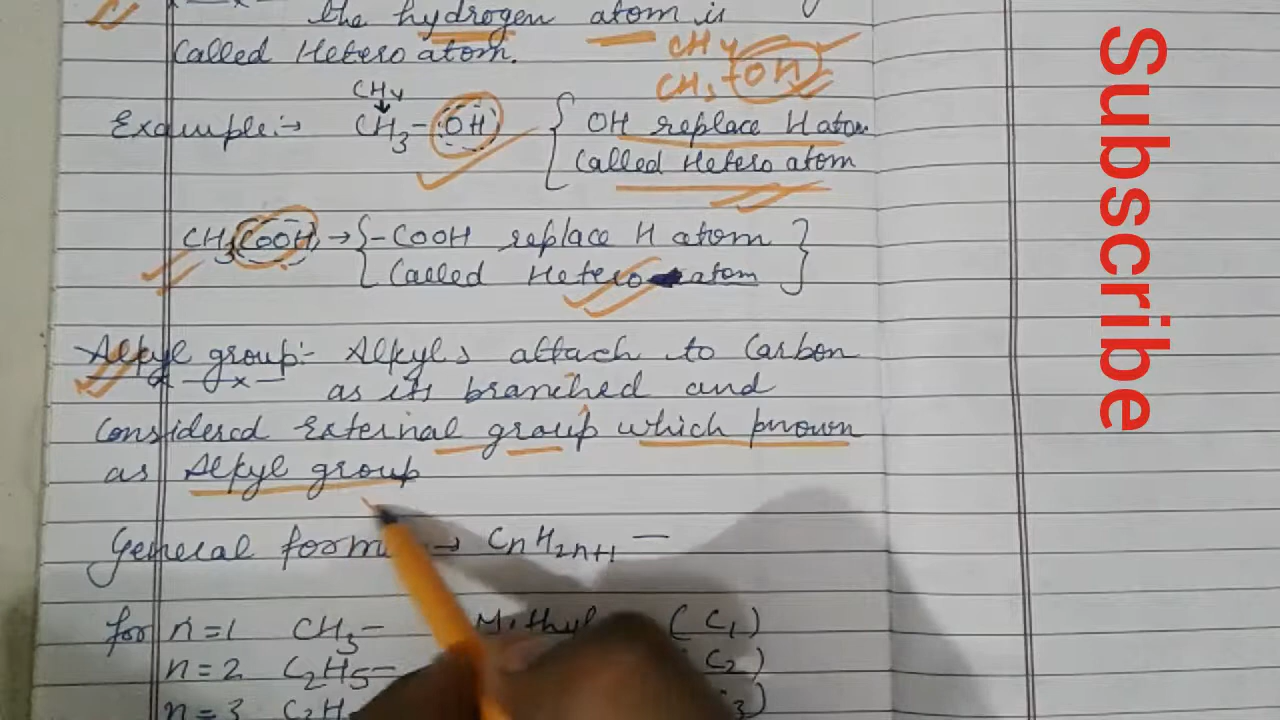 the hydrogen atom is
Called Hetero atom.
CH4
CH3 + OH
CH4
Example:→ CH3-OH { OH replace H atom
Called Hetero atom
CH3COOH → {-COOH replace H atom }
Called Hetero atom
Alkyl group:- Alkyls attach to Carbon
as its branched and
Considered External group which known
as Alkyl group
General form → CnH2n+1 —
for n=1 CH3- Methyl (C1)
n=2 C2H5- C2)
n=3 3)
Subscribe